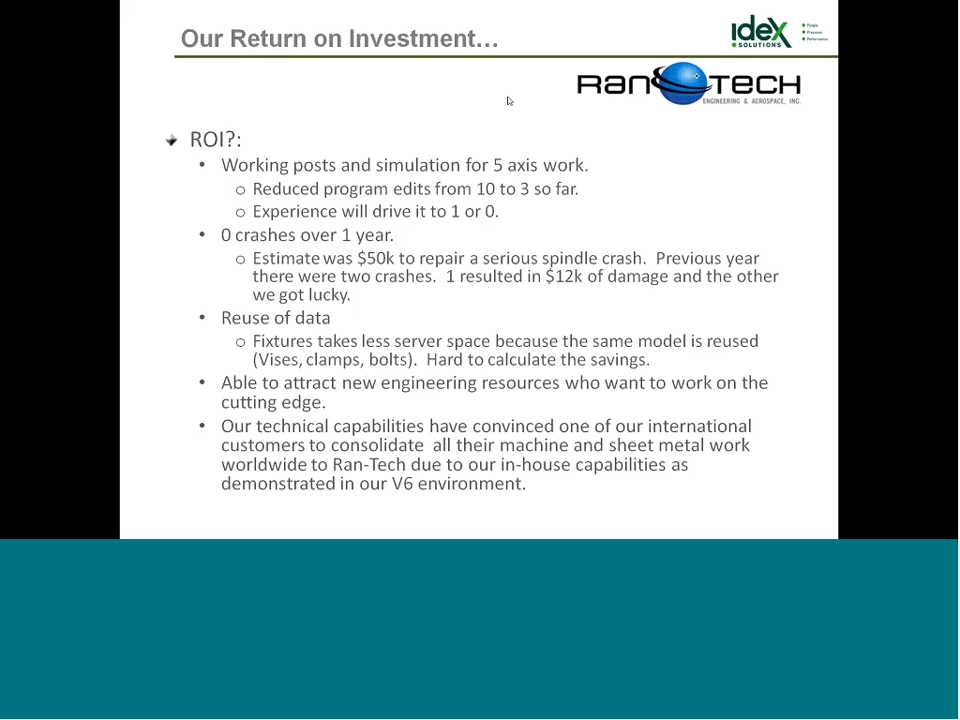 Our Return on Investment…
ideX
SOLUTIONS
People
Processes
Performance
RAN TECH
ENGINEERING & AEROSPACE, INC.
ROI?:
• Working posts and simulation for 5 axis work.
o Reduced program edits from 10 to 3 so far.
o Experience will drive it to 1 or 0.
• 0 crashes over 1 year.
o Estimate was $50k to repair a serious spindle crash. Previous year
there were two crashes. 1 resulted in $12k of damage and the other
we got lucky.
• Reuse of data
o Fixtures takes less server space because the same model is reused
(Vises, clamps, bolts). Hard to calculate the savings.
• Able to attract new engineering resources who want to work on the
cutting edge.
• Our technical capabilities have convinced one of our international
customers to consolidate all their machine and sheet metal work
worldwide to Ran-Tech due to our in-house capabilities as
demonstrated in our V6 environment.